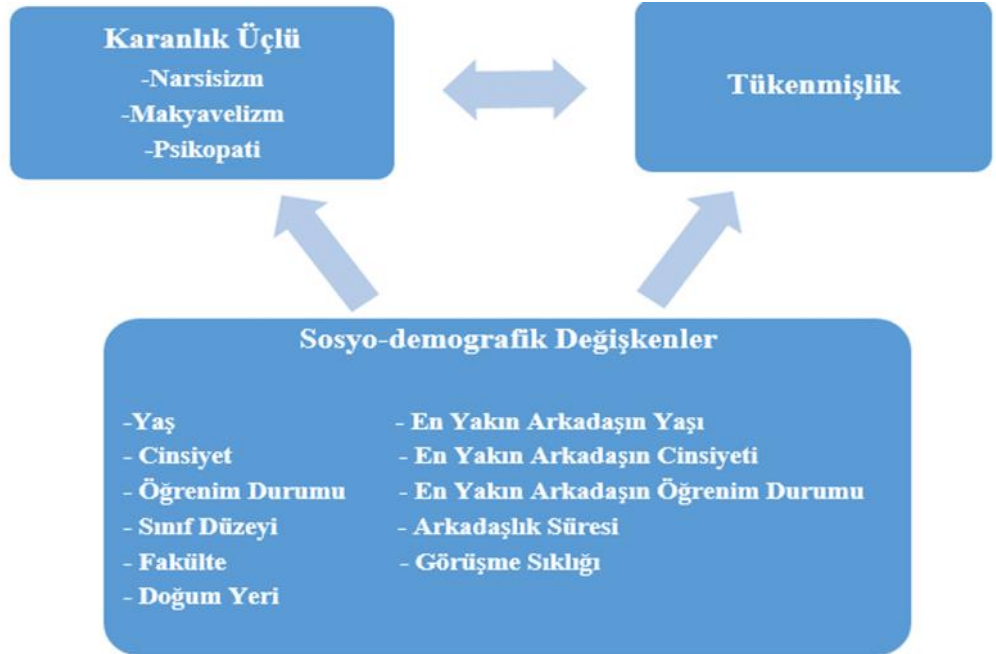 Karanlık Üçlü
-Narsisizm
-Makyavelizm
-Psikopati
Tükenmişlik
Sosyo-demografik Değişkenler
-Yaş
- Cinsiyet
- Öğrenim Durumu
- Sınıf Düzeyi
- Fakülte
- Doğum Yeri
- En Yakın Arkadaşın Yaşı
- En Yakın Arkadaşın Cinsiyeti
- En Yakın Arkadaşın Öğrenim Durumu
- Arkadaşlık Süresi
- Görüşme Sıklığı